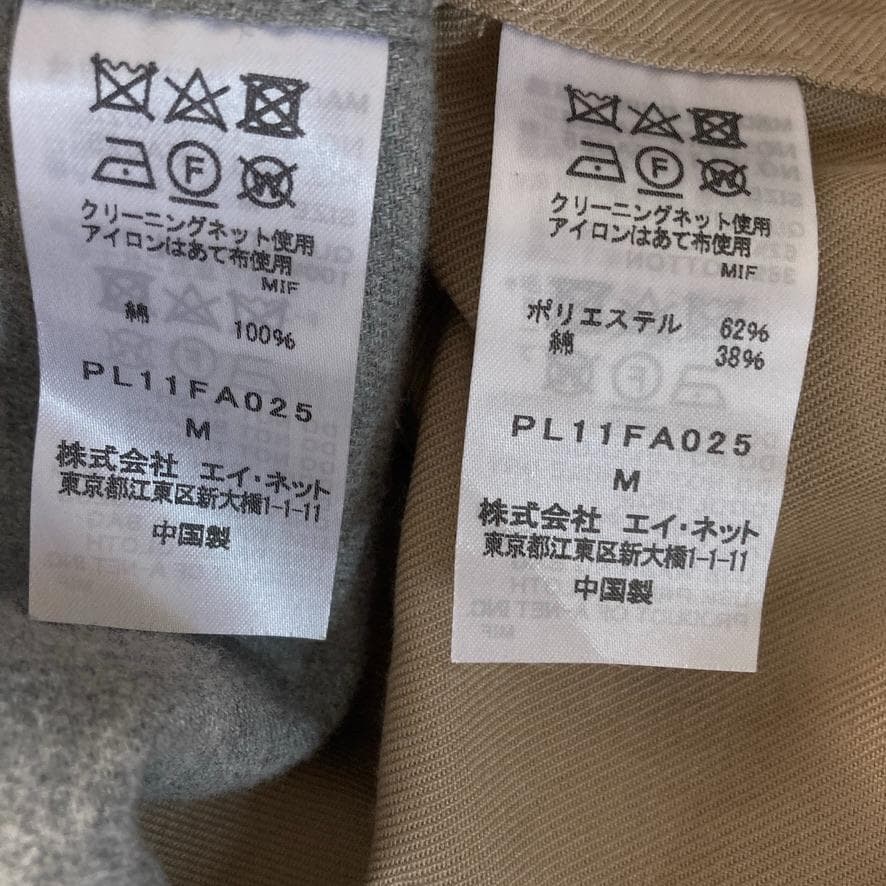 F
W
クリーニングネット使用
アイロンはあて布使用
MIF
綿 100%
PL11FA025
M
株式会社 エイ・ネット
東京都江東区新大橋1-1-11
中国製
F
W
クリーニングネット使用
アイロンはあて布使用
MIF
ポリエステル 62%
綿 38%
PL11FA025
M
株式会社 エイ・ネット
東京都江東区新大橋1-1-11
中国製